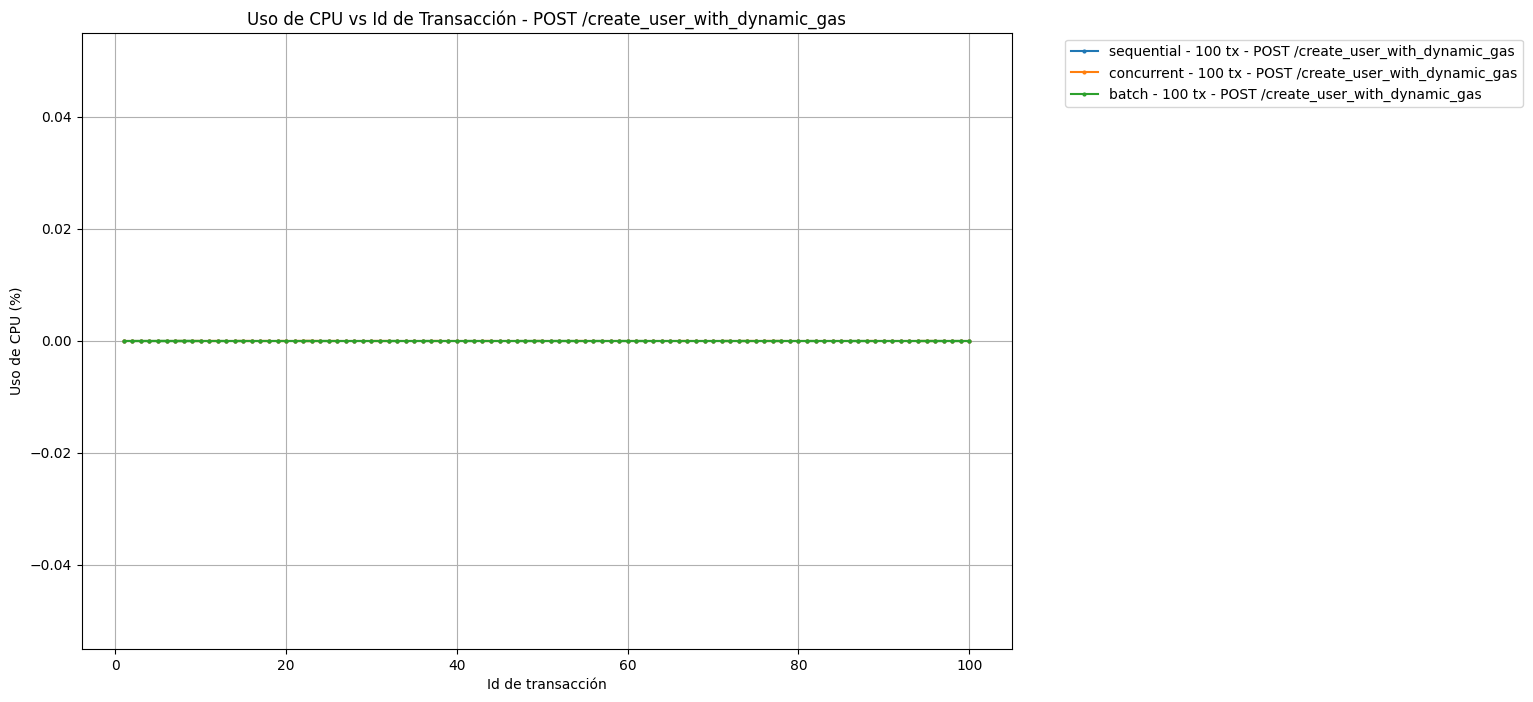 Uso de CPU vs Id de Transacción - POST /create_user_with_dynamic_gas
sequential - 100 tx - POST /create_user_with_dynamic_gas
concurrent - 100 tx - POST /create_user_with_dynamic_gas
batch - 100 tx - POST /create_user_with_dynamic_gas
Uso de CPU (%)
0.04
0.02
0.00
−0.02
−0.04
0 20 40 60 80 100
Id de transacción